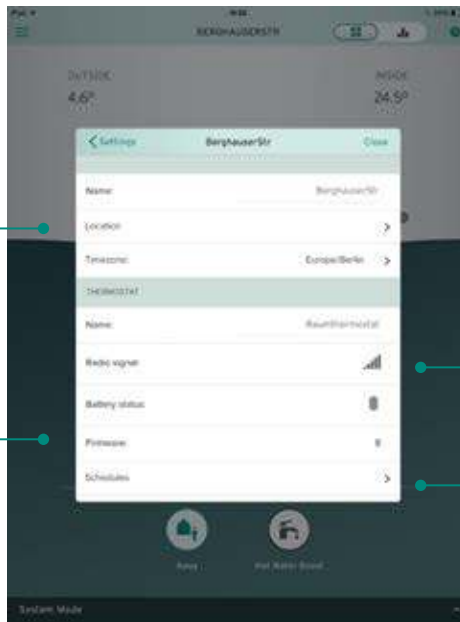 iPad
BERGHAUSERSTR
OUTSIDE
INSIDE
4.6°
24.5°
Settings
BerghauserStr
Close
Name:
BerghauserStr
Location
Timezone:
Europe/Berlin
THERMOSTAT
Name:
Raumthermostat
Radio signal
Battery status
Firmware:
Schedules
Away
Hot Water Boost
System Mode